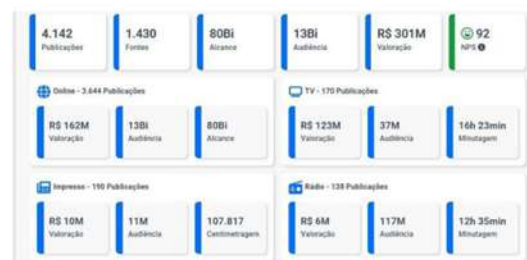 4.142 1.430 80Bi 13Bi R$ 301M 92
Publicações Fontes Alcance Audiência Valoração NPS
Online - 3.644 Publicações
TV - 170 Publicações
R$ 162M 13Bi 80Bi
Valoração Audiência Alcance
R$ 123M 37M 16h 23min
Valoração Audiência Minutagem
Impresso - 190 Publicações
Rádio - 138 Publicações
R$ 10M 11M 107.817
Valoração Audiência Centimetragem
R$ 6M 117M 12h 35min
Valoração Audiência Minutagem